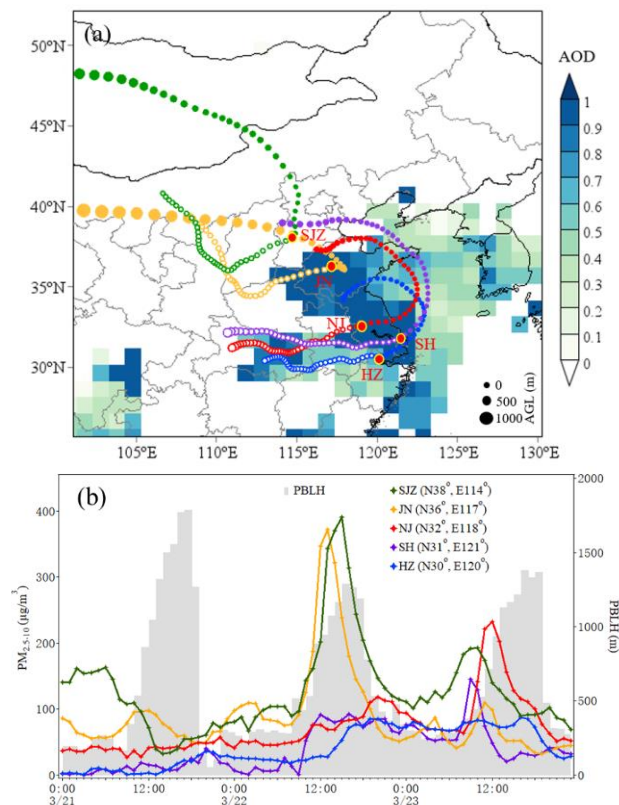 (a)
AOD
50°N
45°N
40°N
35°N
30°N
105°E
110°E
115°E
120°E
125°E
130°E
SJZ
JN
NJ
SH
HZ
1
0.9
0.8
0.7
0.6
0.5
0.4
0.3
0.2
0.1
0
0
500
1000
AGL (m)
(b)
PBLH
SJZ (N38°, E114°)
JN (N36°, E117°)
NJ (N32°, E118°)
SH (N31°, E121°)
HZ (N30°, E120°)
PM2.5-10 (μg/m3)
400
300
200
100
0
PBLH (m)
2000
1500
1000
500
0
0:00 12:00 0:00 12:00 0:00 12:00
3/21 3/22 3/23